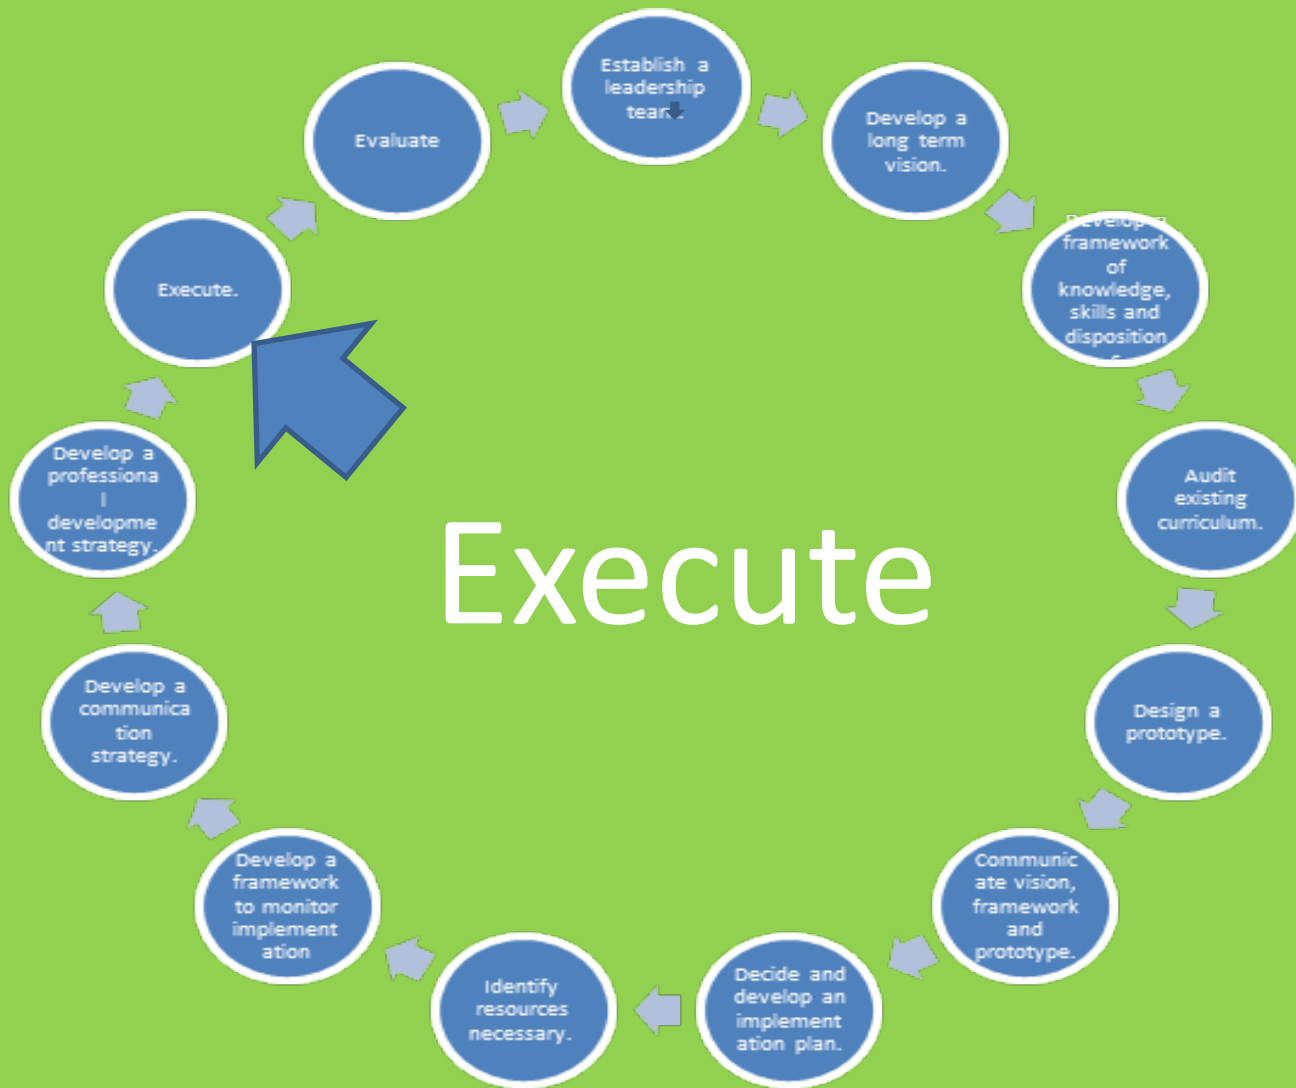 Establish a
leadership
team.
Develop a
long term
vision.
Develop a
framework
of
knowledge,
skills and
disposition
s
Audit
existing
curriculum.
Design a
prototype.
Communic
ate vision,
framework
and
prototype.
Decide and
develop an
implement
ation plan.
Identify
resources
necessary.
Develop a
framework
to monitor
implement
ation
Develop a
communica
tion
strategy.
Develop a
professiona
l
developme
nt strategy.
Execute.
Evaluate
Execute